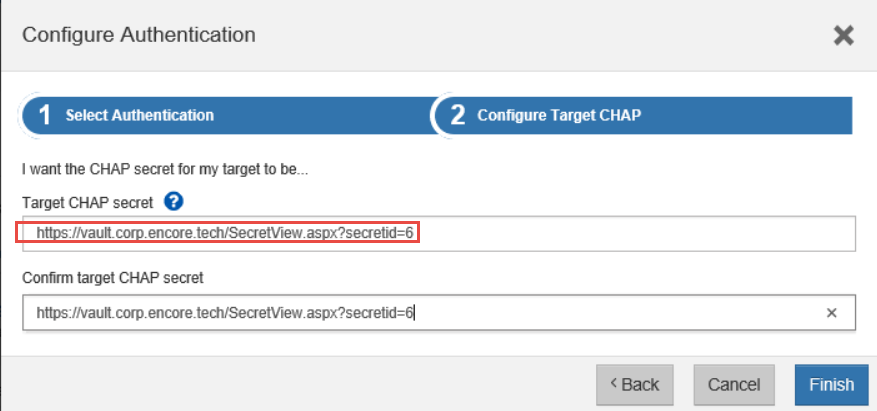 Configure Authentication
1 Select Authentication
2 Configure Target CHAP
I want the CHAP secret for my target to be...
Target CHAP secret ?
https://vault.corp.encore.tech/SecretView.aspx?secretid=6
Confirm target CHAP secret
https://vault.corp.encore.tech/SecretView.aspx?secretid=6
< Back
Cancel
Finish